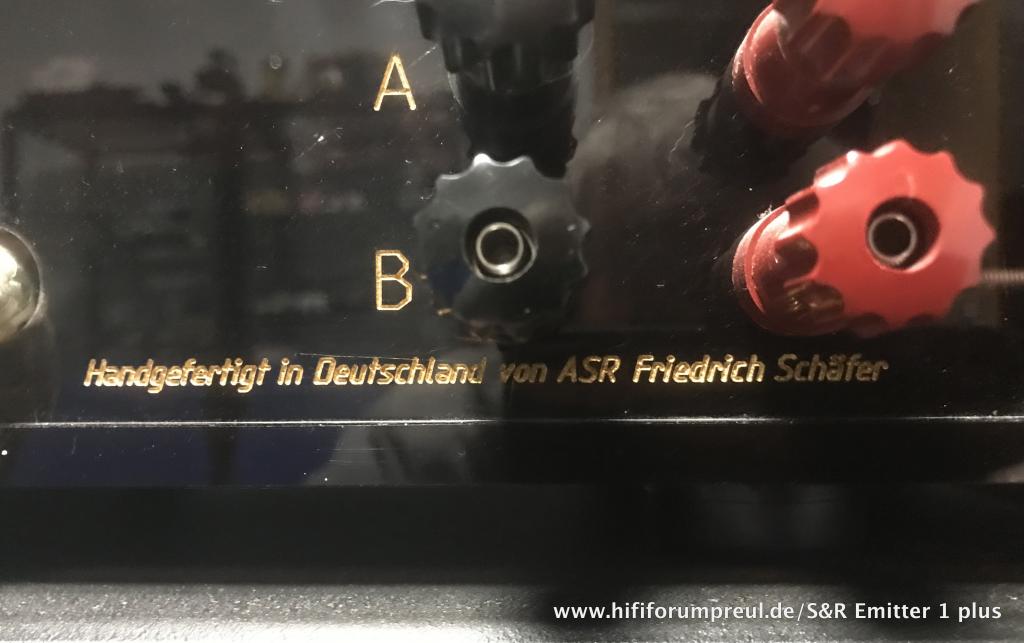 A
B
Handgefertigt in Deutschland von ASR Friedrich Schäfer
www.hififorumpreul.de/S&R Emitter 1 plus